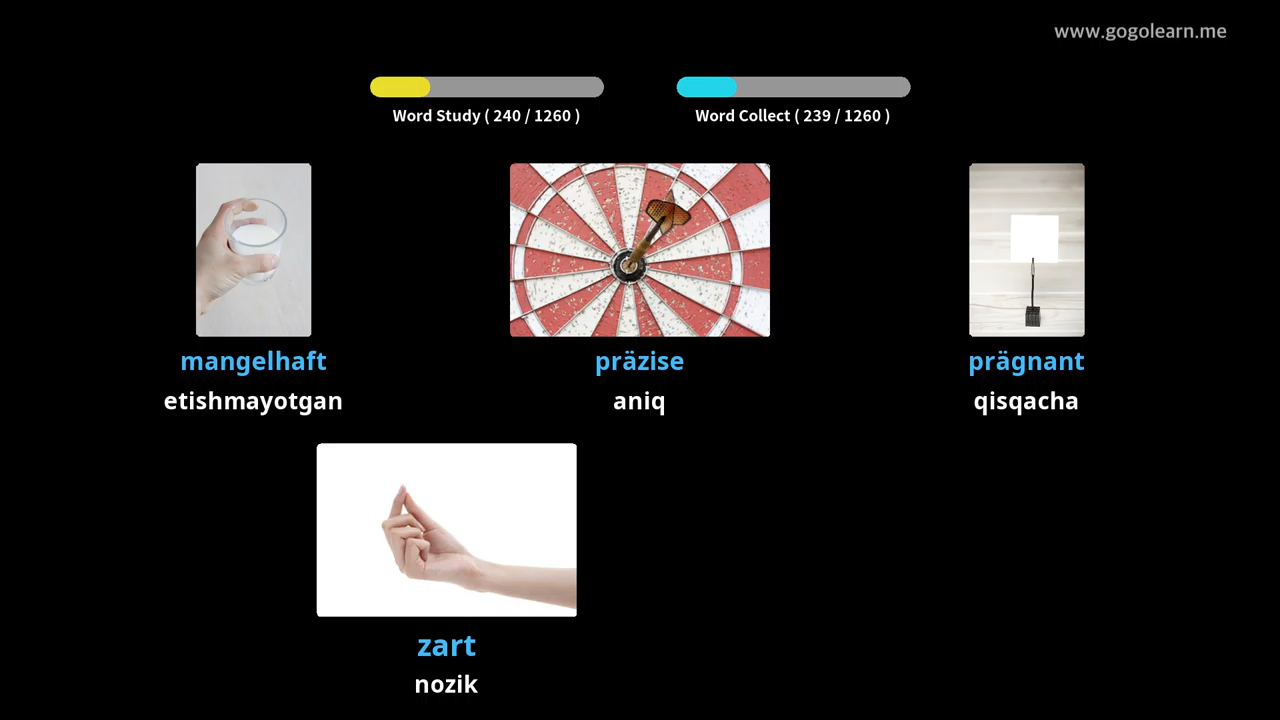 www.gogolearn.me
Word Study ( 240 / 1260 )
Word Collect ( 239 / 1260 )
mangelhaft
etishmayotgan
präzise
aniq
prägnant
qisqacha
zart
nozik